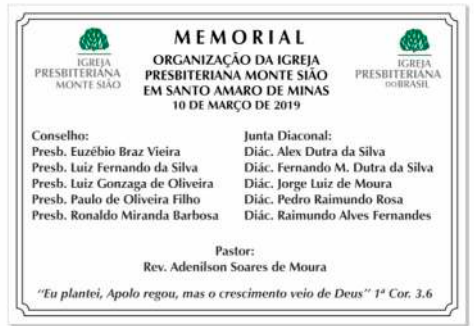 MEMORIAL
ORGANIZAÇÃO DA IGREJA
PRESBITERIANA MONTE SIÃO
EM SANTO AMARO DE MINAS
10 DE MARÇO DE 2019
IGREJA
PRESBITERIANA
MONTE SIÃO
IGREJA
PRESBITERIANA
DO BRASIL
Conselho:
Presb. Euzébio Braz Vieira
Presb. Luiz Fernando da Silva
Presb. Luiz Gonzaga de Oliveira
Presb. Paulo de Oliveira Filho
Presb. Ronaldo Miranda Barbosa
Junta Diaconal:
Diác. Alex Dutra da Silva
Diác. Fernando M. Dutra da Silva
Diác. Jorge Luiz de Moura
Diác. Pedro Raimundo Rosa
Diác. Raimundo Alves Fernandes
Pastor:
Rev. Adenilson Soares de Moura
"Eu plantei, Apolo regou, mas o crescimento veio de Deus" 1ª Cor. 3.6